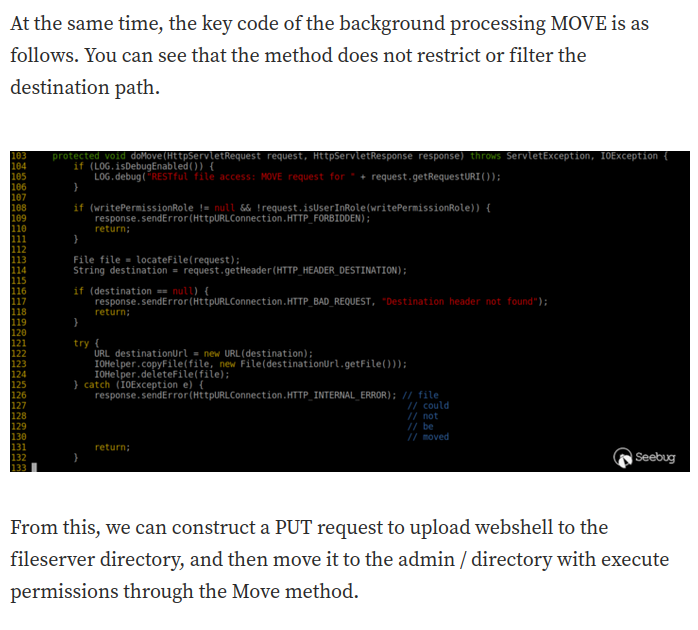 At the same time, the key code of the background processing MOVE is as
follows. You can see that the method does not restrict or filter the
destination path.
103     protected void doMove(HttpServletRequest request, HttpServletResponse response) throws ServletException, IOException {
104         if (LOG.isDebugEnabled()) {
105             LOG.debug("RESTful file access: MOVE request for " + request.getRequestURI());
106         }
107
108         if (writePermissionRole != null && !request.isUserInRole(writePermissionRole)) {
109             response.sendError(HttpURLConnection.HTTP_FORBIDDEN);
110             return;
111         }
112
113         File file = locateFile(request);
114         String destination = request.getHeader(HTTP_HEADER_DESTINATION);
115
116         if (destination == null) {
117             response.sendError(HttpURLConnection.HTTP_BAD_REQUEST, "Destination header not found");
118             return;
119         }
120
121         try {
122             URL destinationUrl = new URL(destination);
123             IOHelper.copyFile(file, new File(destinationUrl.getFile()));
124             IOHelper.deleteFile(file);
125         } catch (IOException e) {
126             response.sendError(HttpURLConnection.HTTP_INTERNAL_ERROR); // file
127                                                                        // could
128                                                                        // not
129                                                                        // be
130                                                                        // moved
131             return;
132         }
133
Seebug
From this, we can construct a PUT request to upload webshell to the
fileserver directory, and then move it to the admin / directory with execute
permissions through the Move method.